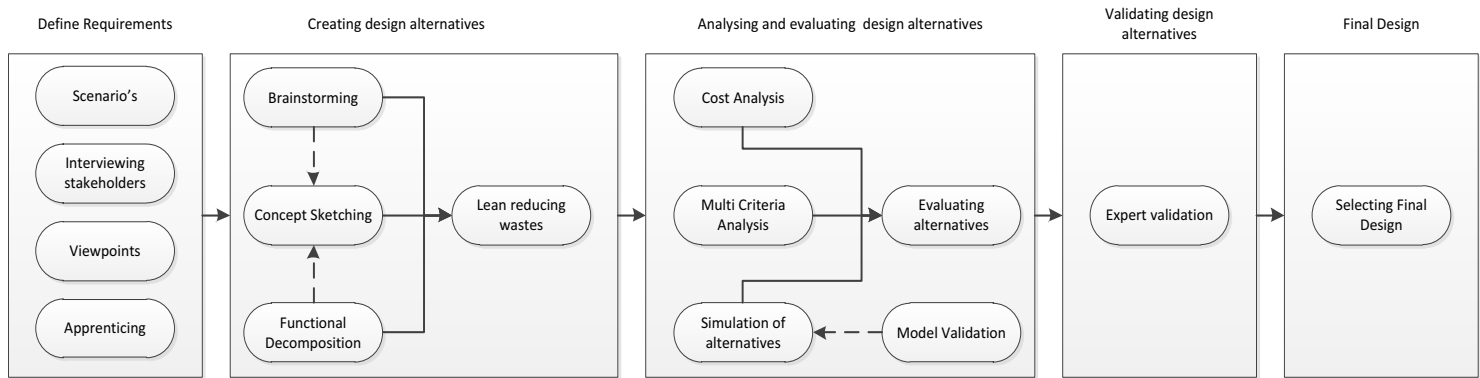 Define Requirements
Scenario's
Interviewing
stakeholders
Viewpoints
Apprenticing
Creating design alternatives
Brainstorming
Concept Sketching
Functional
Decomposition
Lean reducing
wastes
Analysing and evaluating  design alternatives
Cost Analysis
Multi Criteria
Analysis
Simulation of
alternatives
Evaluating
alternatives
Model Validation
Validating design
alternatives
Expert validation
Final Design
Selecting Final
Design